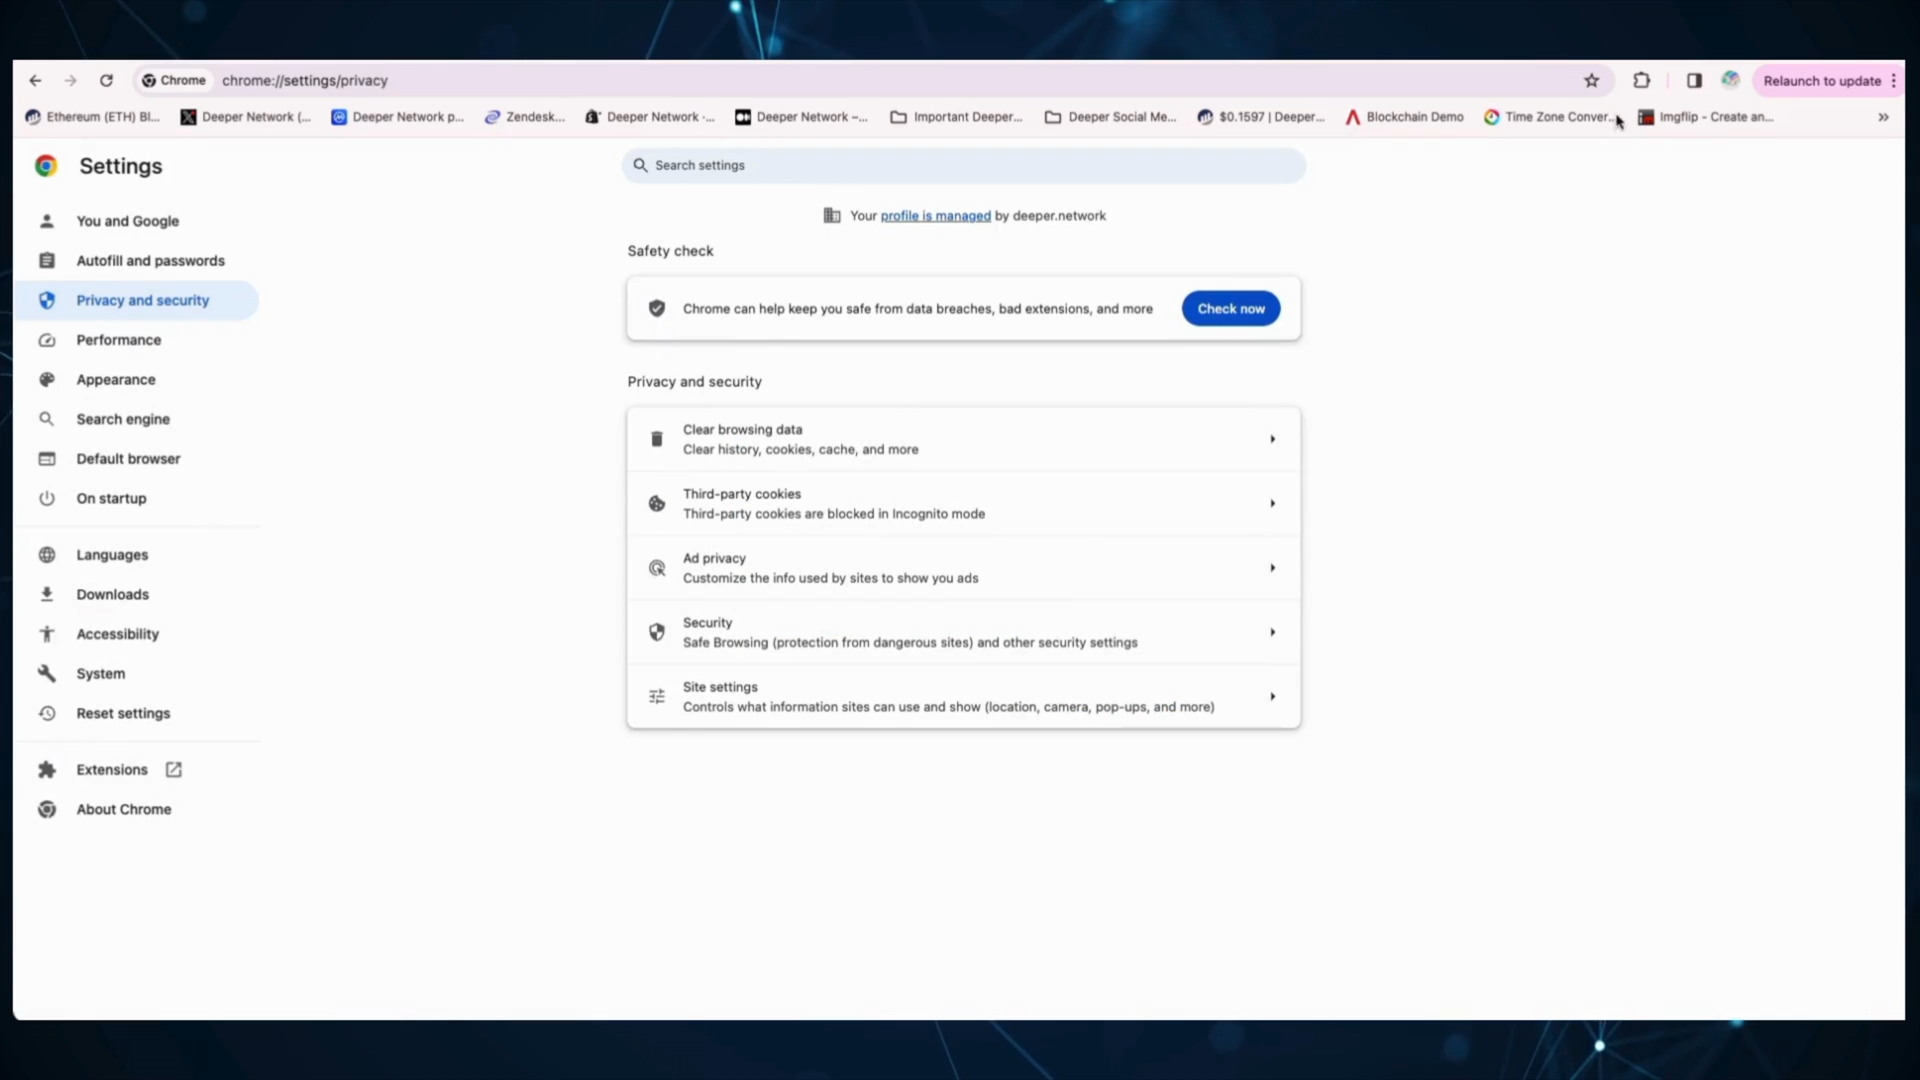 Chrome chrome://settings/privacy Relaunch to update
Ethereum (ETH) Bl... Deeper Network (... Deeper Network p... Zendesk... Deeper Network -... Deeper Network –... Important Deeper... Deeper Social Me... $0.1597 | Deeper... Blockchain Demo Time Zone Conver... Imgflip - Create an... »
Settings
Search settings
You and Google
Autofill and passwords
Privacy and security
Performance
Appearance
Search engine
Default browser
On startup
Languages
Downloads
Accessibility
System
Reset settings
Extensions
About Chrome
Your profile is managed by deeper.network
Safety check
Chrome can help keep you safe from data breaches, bad extensions, and more Check now
Privacy and security
Clear browsing data
Clear history, cookies, cache, and more
Third-party cookies
Third-party cookies are blocked in Incognito mode
Ad privacy
Customize the info used by sites to show you ads
Security
Safe Browsing (protection from dangerous sites) and other security settings
Site settings
Controls what information sites can use and show (location, camera, pop-ups, and more)